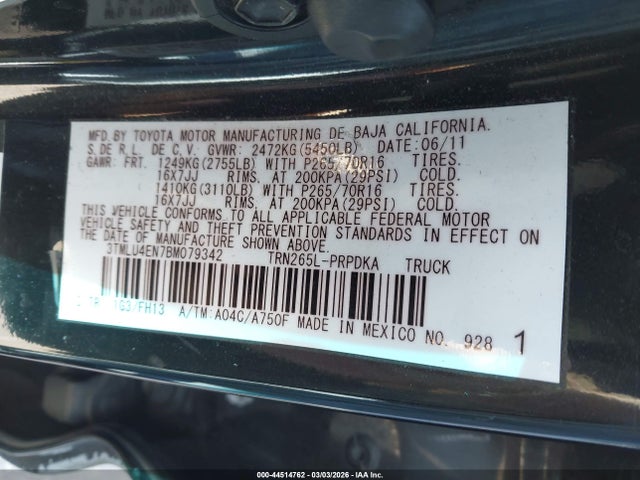 MFD. BY TOYOTA MOTOR MANUFACTURING DE BAJA CALIFORNIA.
S. DE R. L. DE C. V. GVWR: 2472KG(5450LB) DATE: 06/11
GAWR: FRT. 1249KG(2755LB) WITH P265/70R16 TIRES.
16X7JJ RIMS. AT 200KPA(29PSI) COLD.
1410KG(3110LB) WITH P265/70R16 TIRES.
16X7JJ RIMS. AT 200KPA(29PSI) COLD.
THIS VEHICLE CONFORMS TO ALL APPLICABLE FEDERAL MOTOR
VEHICLE SAFETY AND THEFT PREVENTION STANDARDS IN EFFECT ON
THE DATE OF MANUFACTURE SHOWN ABOVE.
3TMLU4EN7BM079342 TRN265L-PRPDKA TRUCK
1G3/FH13 A/TM:A04C/A750F MADE IN MEXICO NO. 928 1
000-44514762 - 03/03/2026 - IAA Inc.